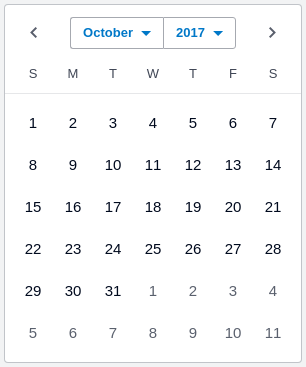 October 2017
S M T W T F S
1 2 3 4 5 6 7
8 9 10 11 12 13 14
15 16 17 18 19 20 21
22 23 24 25 26 27 28
29 30 31 1 2 3 4
5 6 7 8 9 10 11